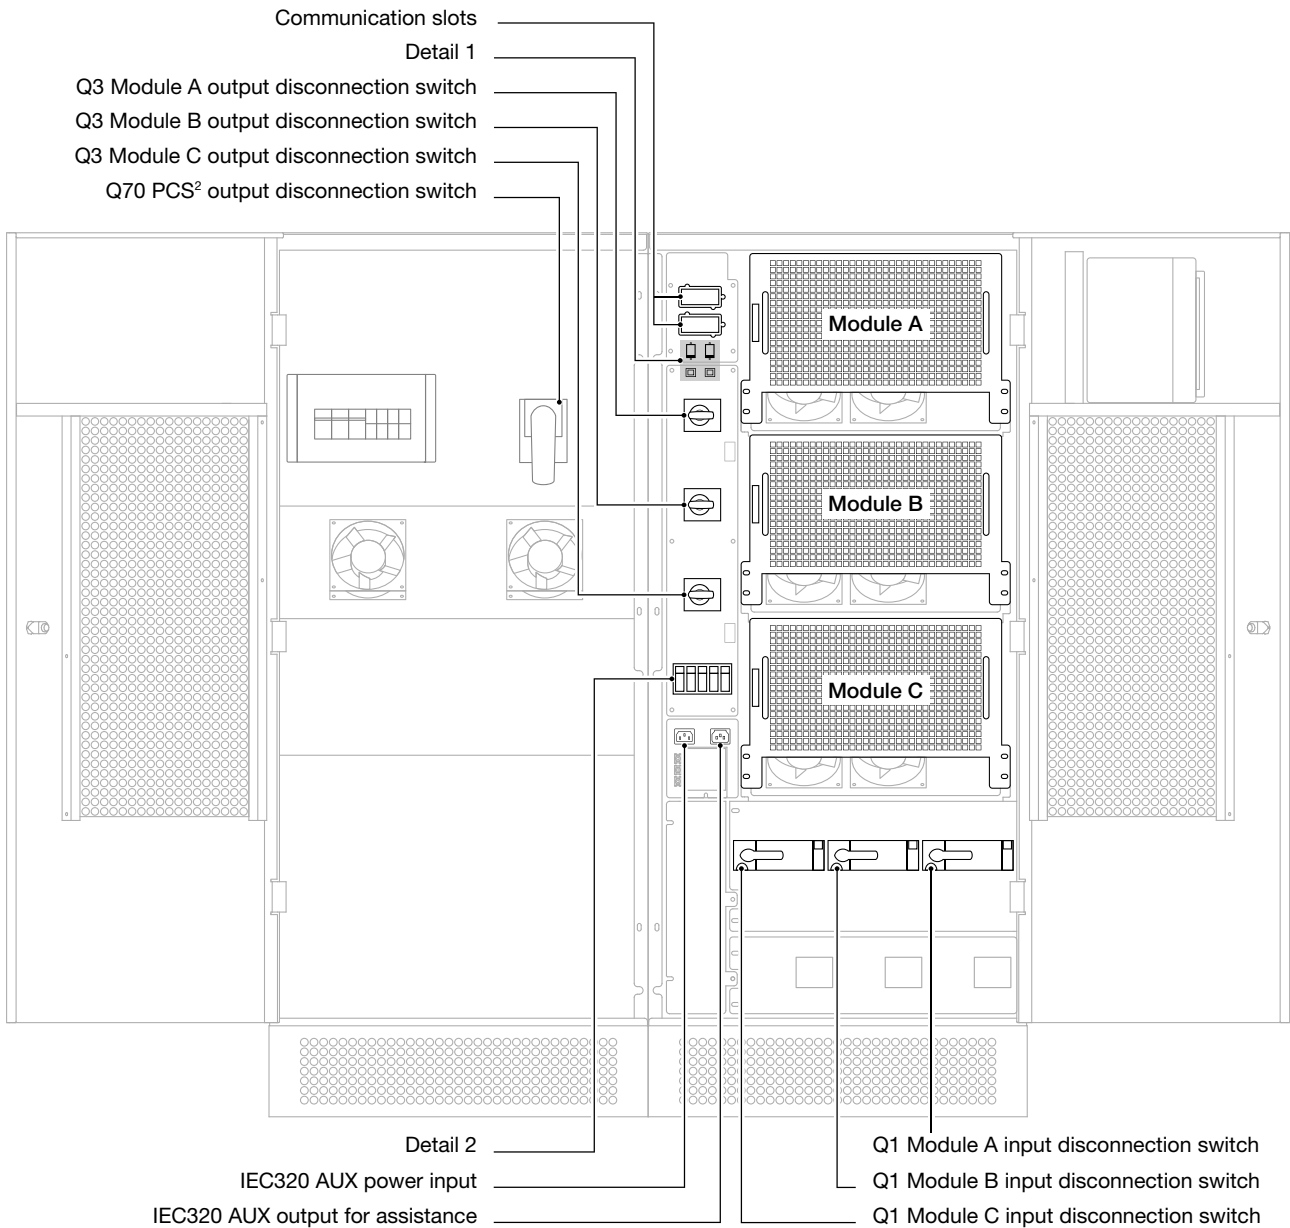 Communication slots
Detail 1
Q3 Module A output disconnection switch
Q3 Module B output disconnection switch
Q3 Module C output disconnection switch
Q70 PCS² output disconnection switch
Module A
Module B
Module C
Detail 2
IEC320 AUX power input
IEC320 AUX output for assistance
Q1 Module A input disconnection switch
Q1 Module B input disconnection switch
Q1 Module C input disconnection switch